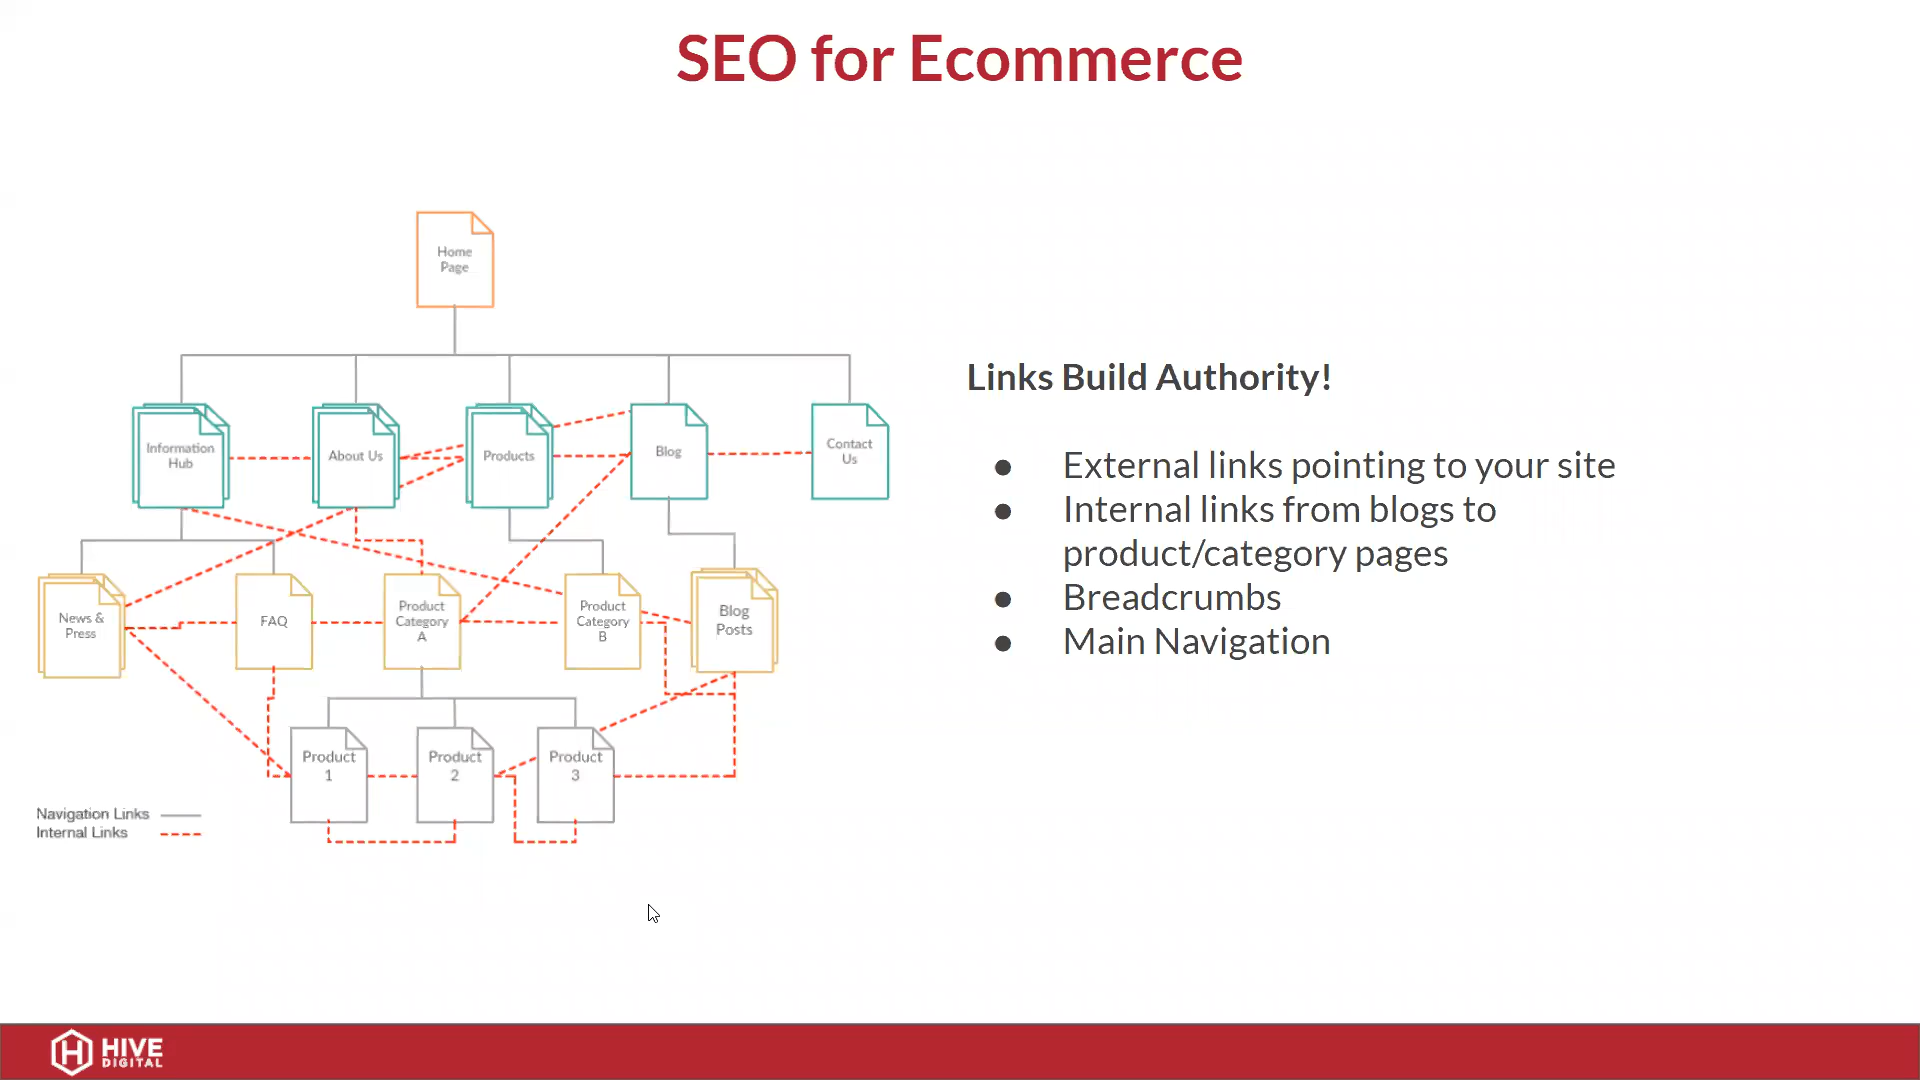 SEO for Ecommerce
Home
Page
Information
Hub
About Us
Products
Blog
Contact
Us
News &
Press
FAQ
Product
Category
A
Product
Category
B
Blog
Posts
Product
1
Product
2
Product
3
Navigation Links
Internal Links
Links Build Authority!
● External links pointing to your site
● Internal links from blogs to
product/category pages
● Breadcrumbs
● Main Navigation
HIVE
DIGITAL